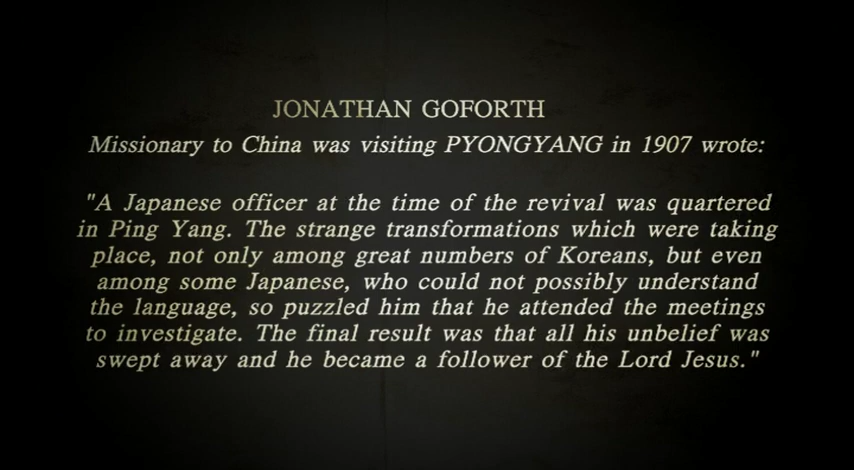 JONATHAN GOFORTH
Missionary to China was visiting PYONGYANG in 1907 wrote:
"A Japanese officer at the time of the revival was quartered
in Ping Yang. The strange transformations which were taking
place, not only among great numbers of Koreans, but even
among some Japanese, who could not possibly understand
the language, so puzzled him that he attended the meetings
to investigate. The final result was that all his unbelief was
swept away and he became a follower of the Lord Jesus."